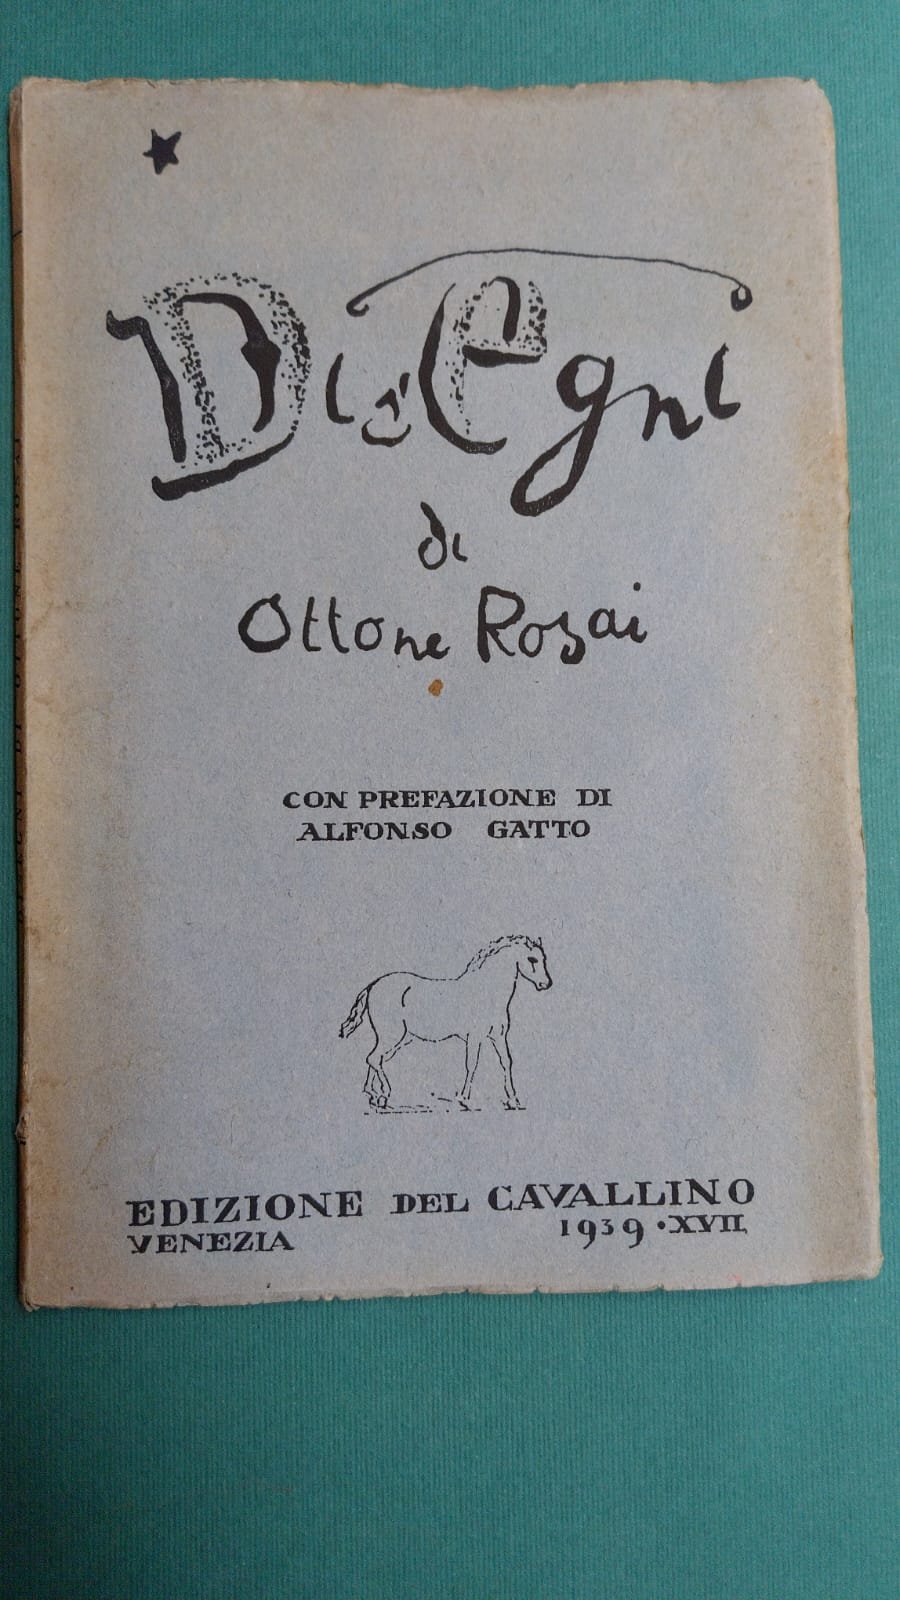 DisEgni
di
Ottone Rosai
CON PREFAZIONE DI
ALFONSO GATTO
EDIZIONE DEL CAVALLINO
VENEZIA 1939 · XVII